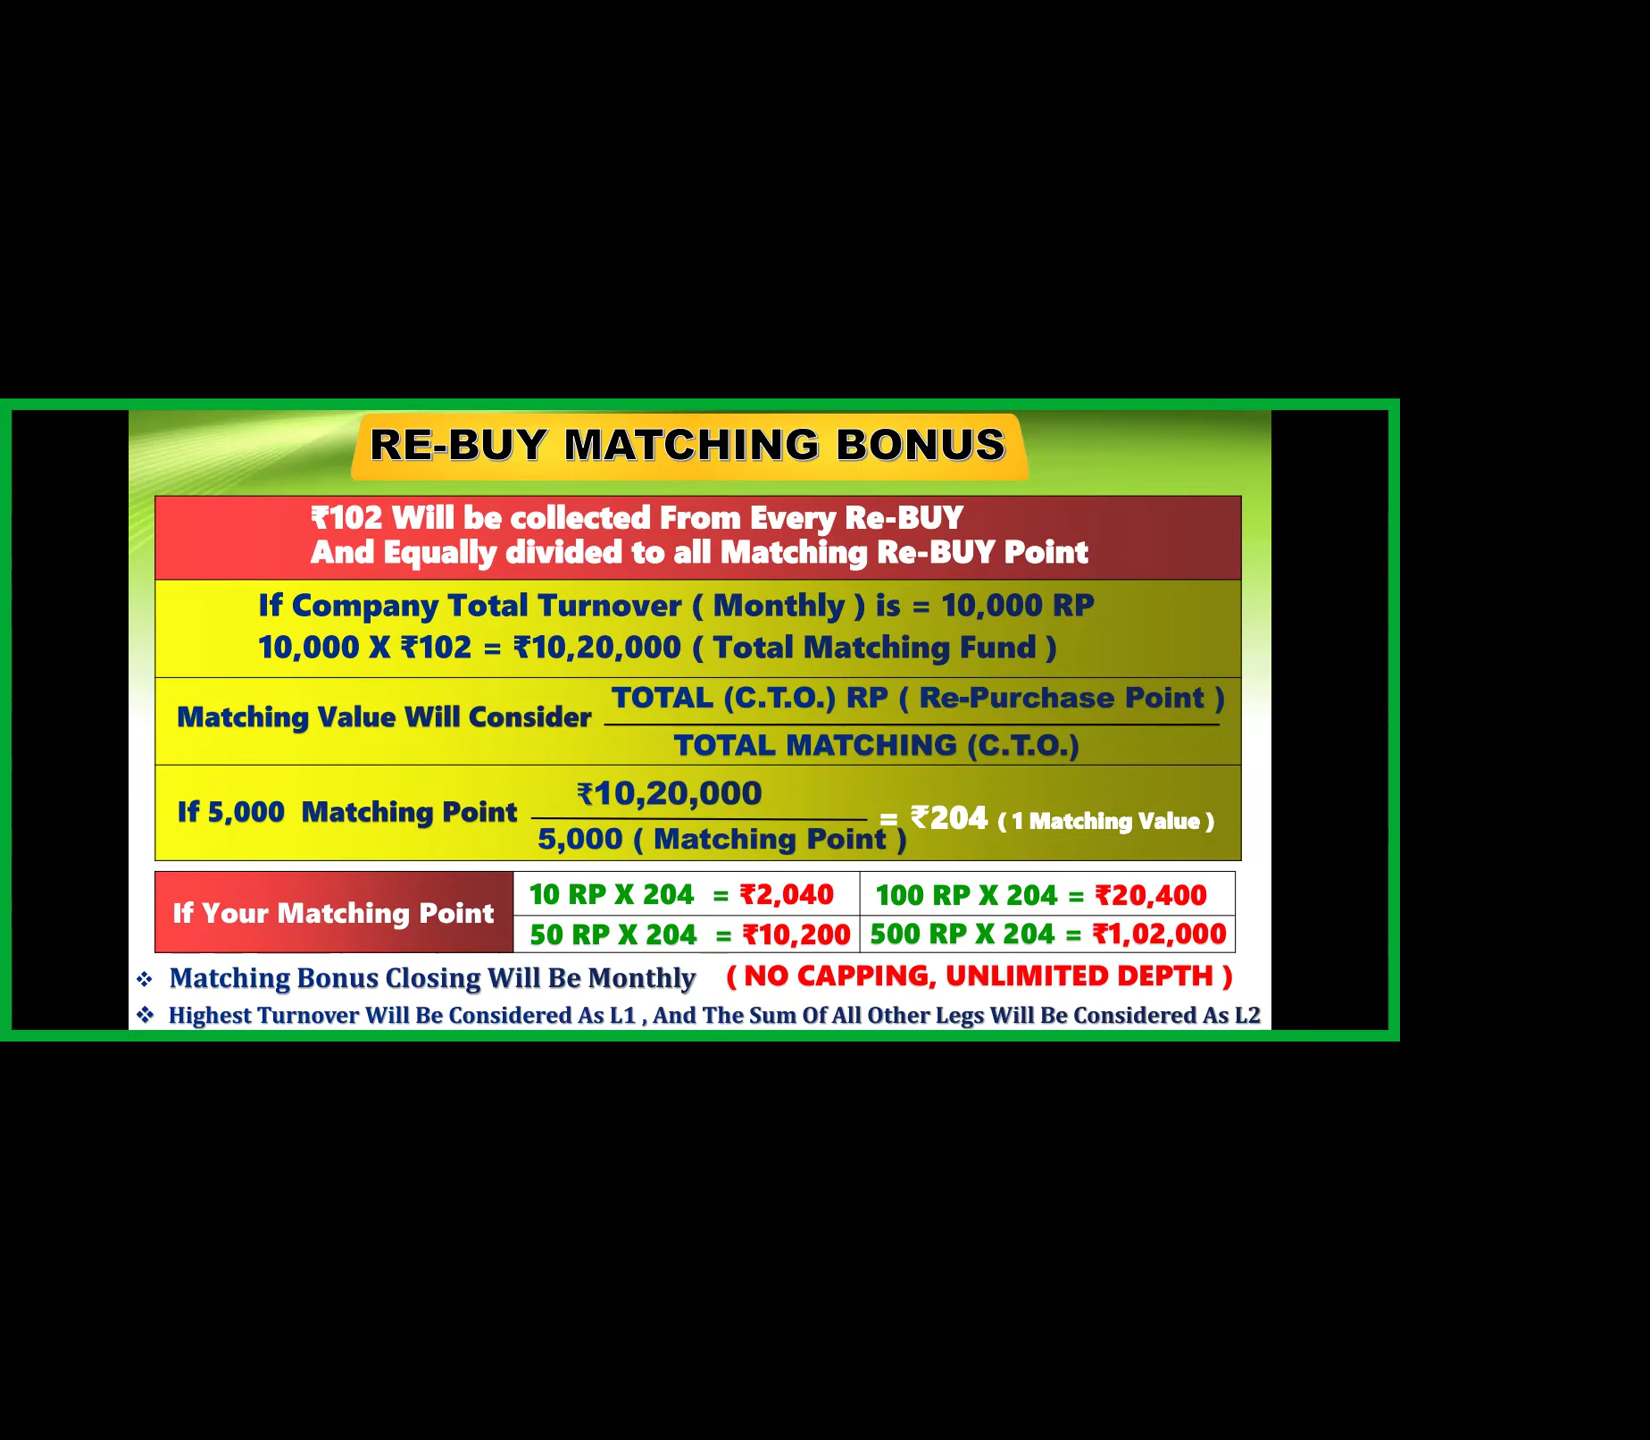 RE-BUY MATCHING BONUS
₹102 Will be collected From Every Re-BUY
And Equally divided to all Matching Re-BUY Point
If Company Total Turnover ( Monthly ) is = 10,000 RP
10,000 X ₹102 = ₹10,20,000 ( Total Matching Fund )
Matching Value Will Consider
TOTAL (C.T.O.) RP ( Re-Purchase Point )
TOTAL MATCHING (C.T.O.)
If 5,000 Matching Point
₹10,20,000
5,000 ( Matching Point )
= ₹204 ( 1 Matching Value )
If Your Matching Point
10 RP X 204 = ₹2,040
100 RP X 204 = ₹20,400
50 RP X 204 = ₹10,200
500 RP X 204 = ₹1,02,000
❖ Matching Bonus Closing Will Be Monthly ( NO CAPPING, UNLIMITED DEPTH )
❖ Highest Turnover Will Be Considered As L1 , And The Sum Of All Other Legs Will Be Considered As L2